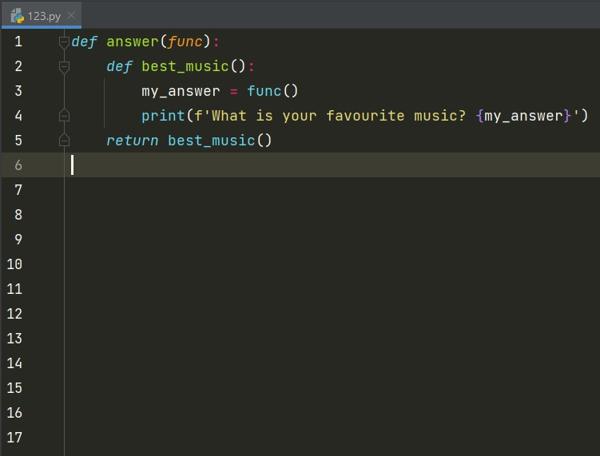 123.py
1 def answer(func):
2     def best_music():
3         my_answer = func()
4         print(f'What is your favourite music? {my_answer}')
5     return best_music()
6
7
8
9
10
11
12
13
14
15
16
17